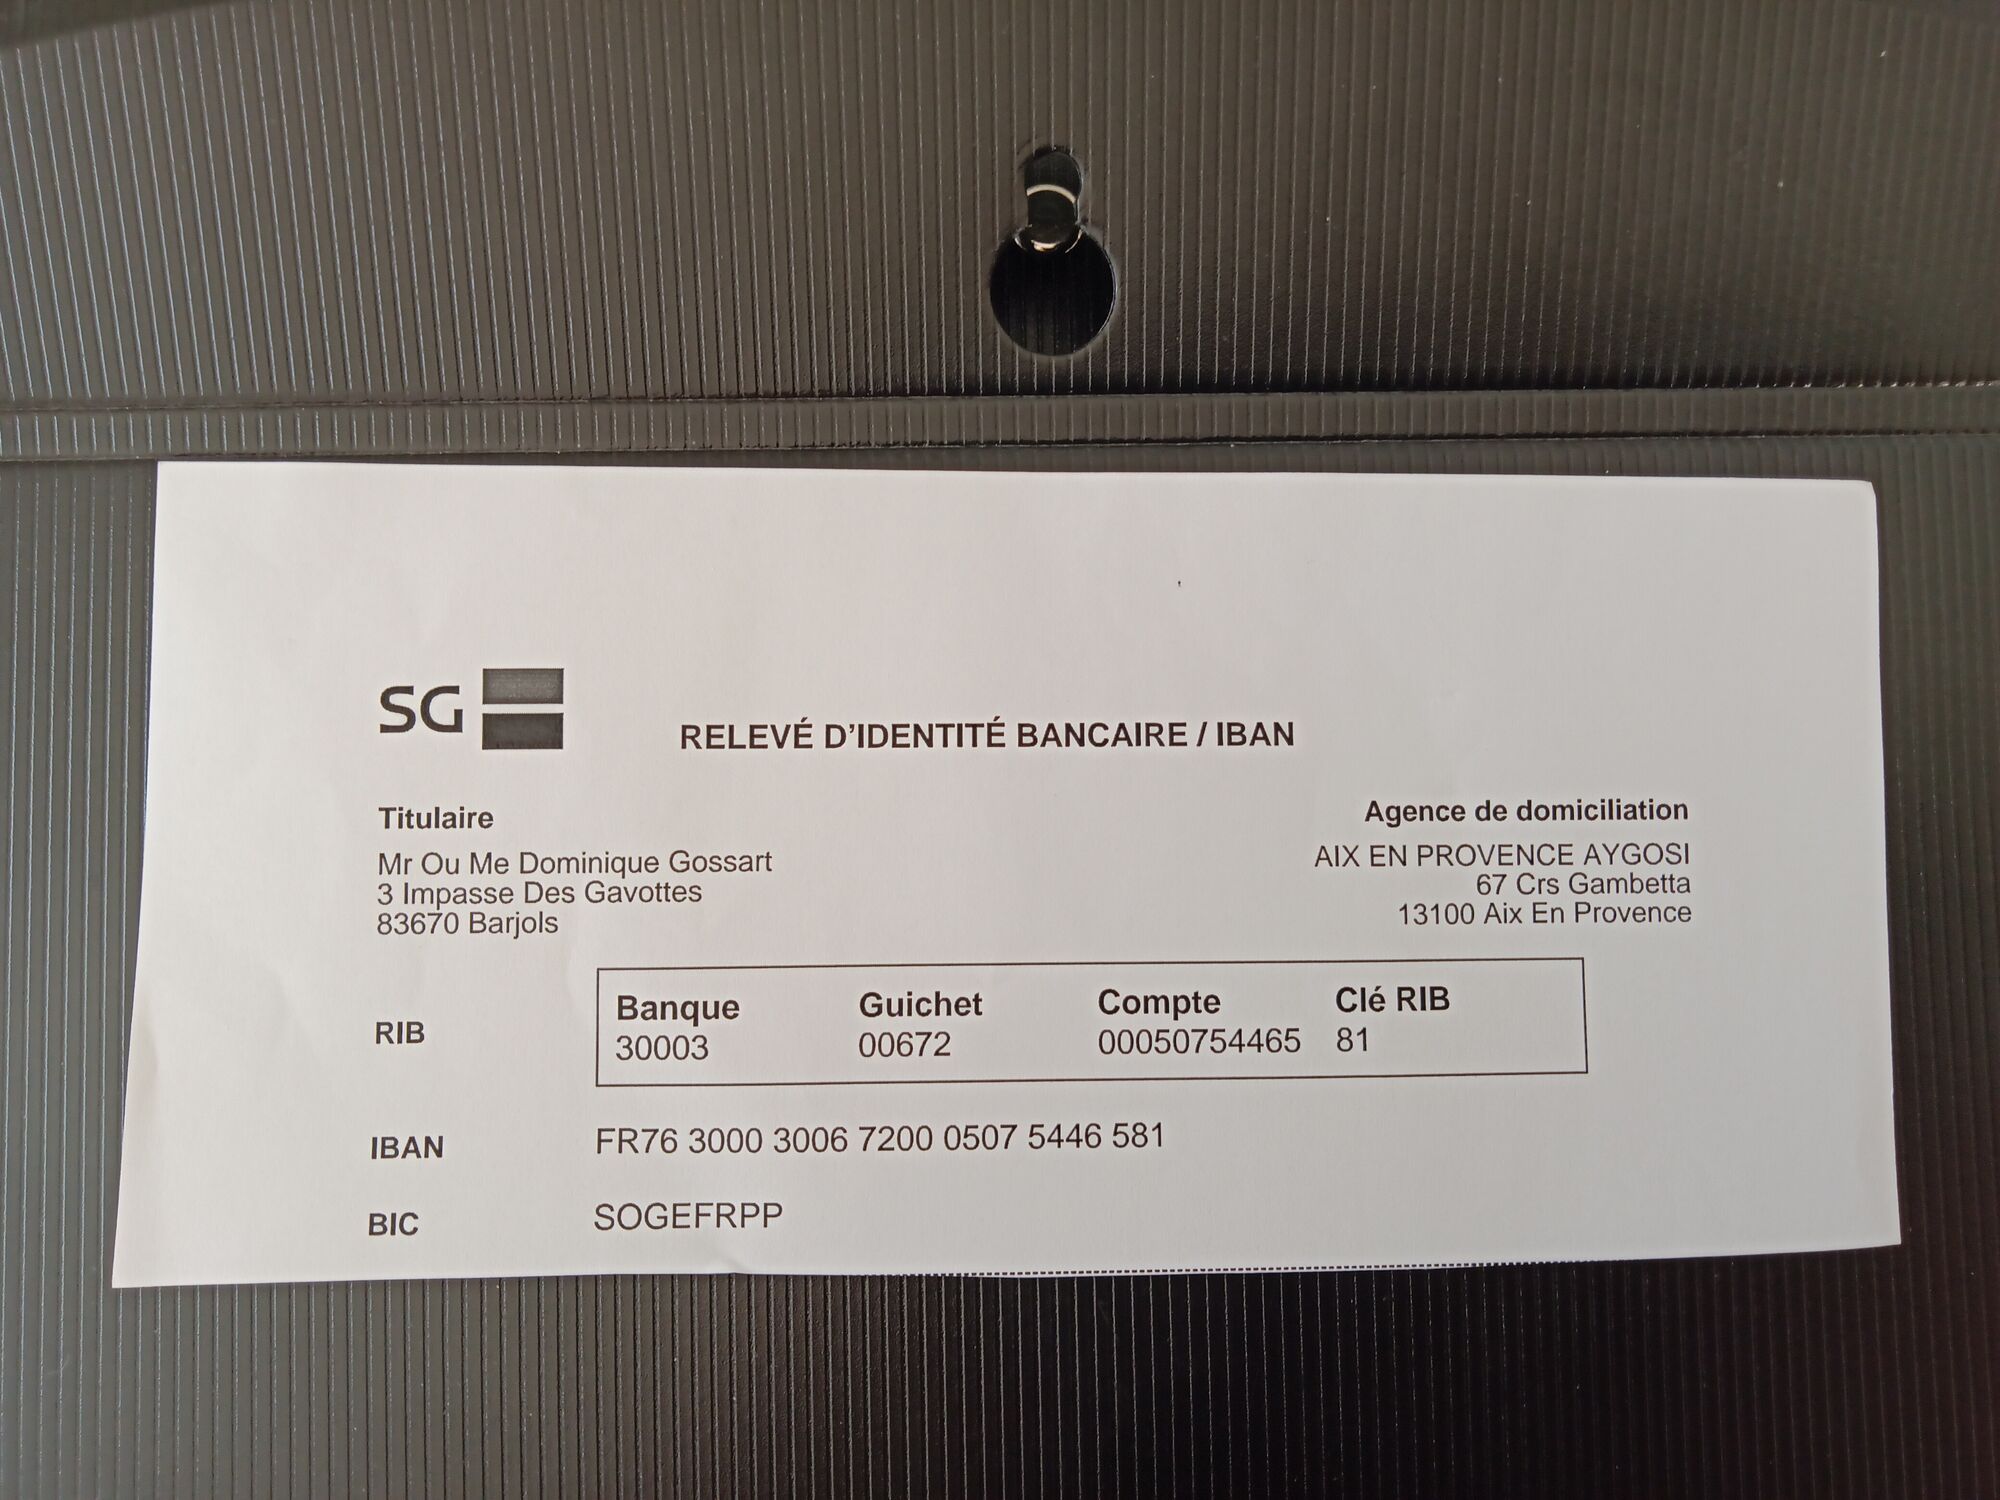 SG
RELEVÉ D'IDENTITÉ BANCAIRE / IBAN
Titulaire
Mr Ou Me Dominique Gossart
3 Impasse Des Gavottes
83670 Barjols
Agence de domiciliation
AIX EN PROVENCE AYGOSI
67 Crs Gambetta
13100 Aix En Provence
RIB
Banque Guichet Compte Clé RIB
30003 00672 00050754465 81
IBAN FR76 3000 3006 7200 0507 5446 581
BIC SOGEFRPP